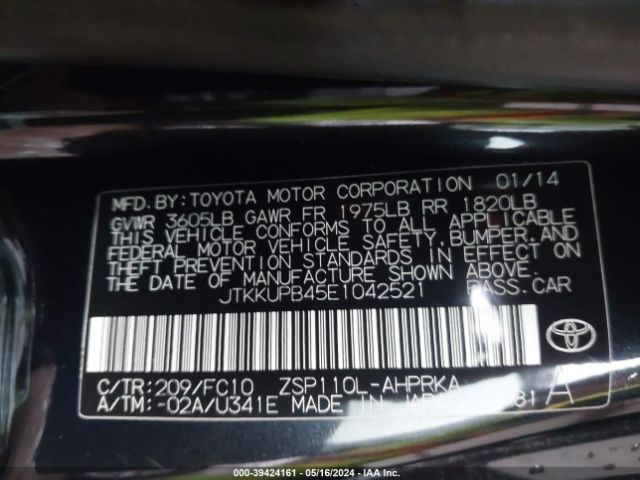 MFD. BY: TOYOTA MOTOR CORPORATION 01/14
GVWR 3605LB GAWR FR 1975LB RR 1820LB
THIS VEHICLE CONFORMS TO ALL APPLICABLE
FEDERAL MOTOR VEHICLE SAFETY, BUMPER, AND
THEFT PREVENTION STANDARDS IN EFFECT ON
THE DATE OF MANUFACTURE SHOWN ABOVE.
JTKKUPB45E1042521 PASS. CAR
C/TR: 209/FC10 ZSP110L-AHPRKA
A/TM: -02A/U341E MADE IN A
000-39424161 - 05/16/2024 - IAA Inc.